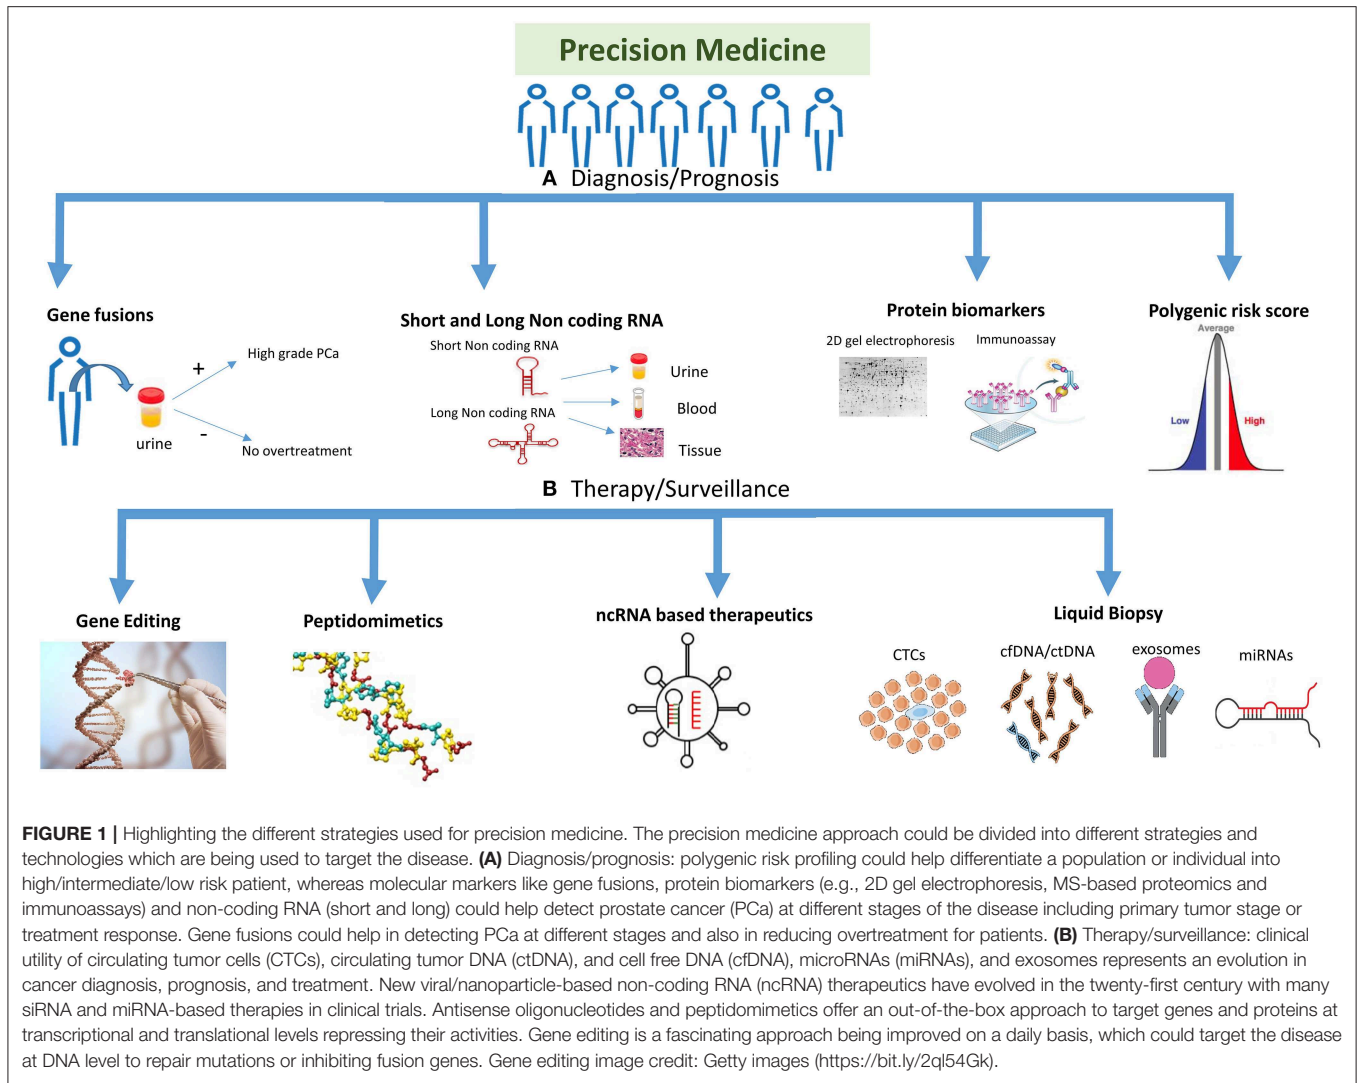 Precision Medicine
A Diagnosis/Prognosis
Gene fusions
+
High grade PCa
urine
-
No overtreatment
Short and Long Non coding RNA
Short Non coding RNA
Long Non coding RNA
Urine
Blood
Tissue
Protein biomarkers
2D gel electrophoresis
Immunoassay
Polygenic risk score
Average
Low
High
B Therapy/Surveillance
Gene Editing
Peptidomimetics
ncRNA based therapeutics
Liquid Biopsy
CTCs
cfDNA/ctDNA
exosomes
miRNAs
FIGURE 1 | Highlighting the different strategies used for precision medicine. The precision medicine approach could be divided into different strategies and
technologies which are being used to target the disease. (A) Diagnosis/prognosis: polygenic risk profiling could help differentiate a population or individual into
high/intermediate/low risk patient, whereas molecular markers like gene fusions, protein biomarkers (e.g., 2D gel electrophoresis, MS-based proteomics and
immunoassays) and non-coding RNA (short and long) could help detect prostate cancer (PCa) at different stages of the disease including primary tumor stage or
treatment response. Gene fusions could help in detecting PCa at different stages and also in reducing overtreatment for patients. (B) Therapy/surveillance: clinical
utility of circulating tumor cells (CTCs), circulating tumor DNA (ctDNA), and cell free DNA (cfDNA), microRNAs (miRNAs), and exosomes represents an evolution in
cancer diagnosis, prognosis, and treatment. New viral/nanoparticle-based non-coding RNA (ncRNA) therapeutics have evolved in the twenty-first century with many
siRNA and miRNA-based therapies in clinical trials. Antisense oligonucleotides and peptidomimetics offer an out-of-the-box approach to target genes and proteins at
transcriptional and translational levels repressing their activities. Gene editing is a fascinating approach being improved on a daily basis, which could target the disease
at DNA level to repair mutations or inhibiting fusion genes. Gene editing image credit: Getty images (https://bit.ly/2ql54Gk).